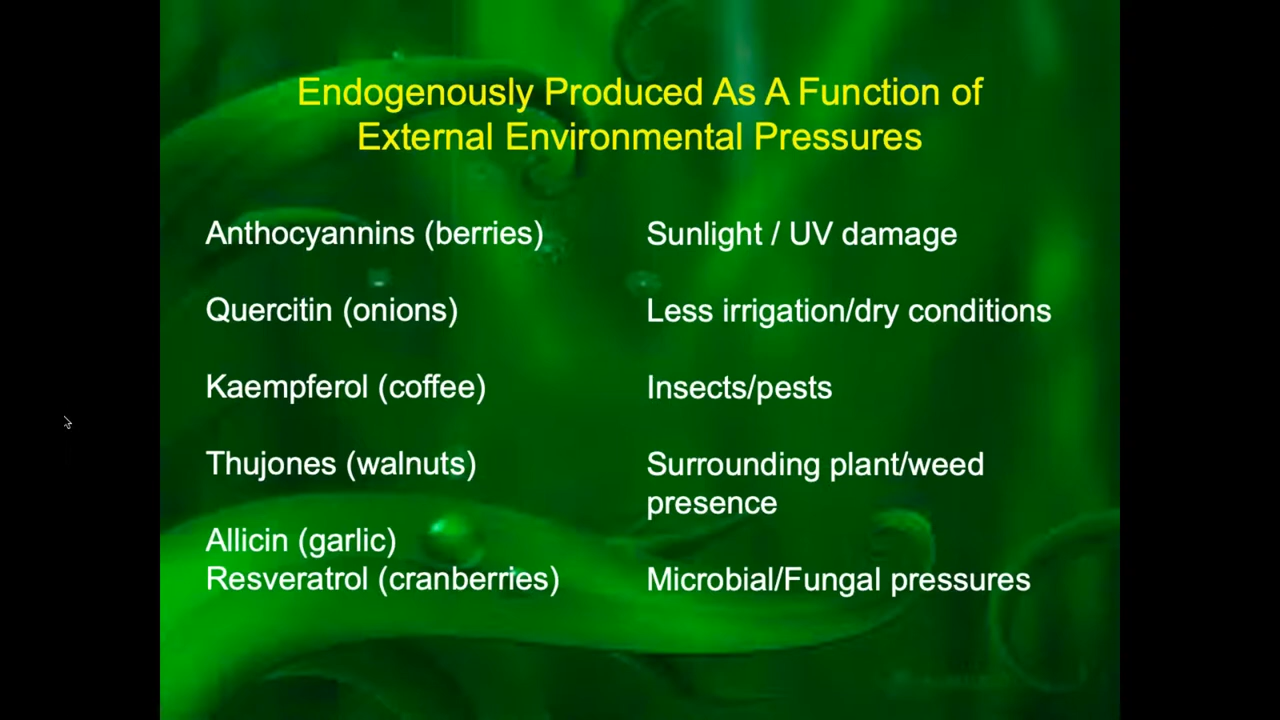 Endogenously Produced As A Function of
External Environmental Pressures
Anthocyannins (berries)
Sunlight / UV damage
Quercitin (onions)
Less irrigation/dry conditions
Kaempferol (coffee)
Insects/pests
Thujones (walnuts)
Surrounding plant/weed
presence
Allicin (garlic)
Resveratrol (cranberries)
Microbial/Fungal pressures